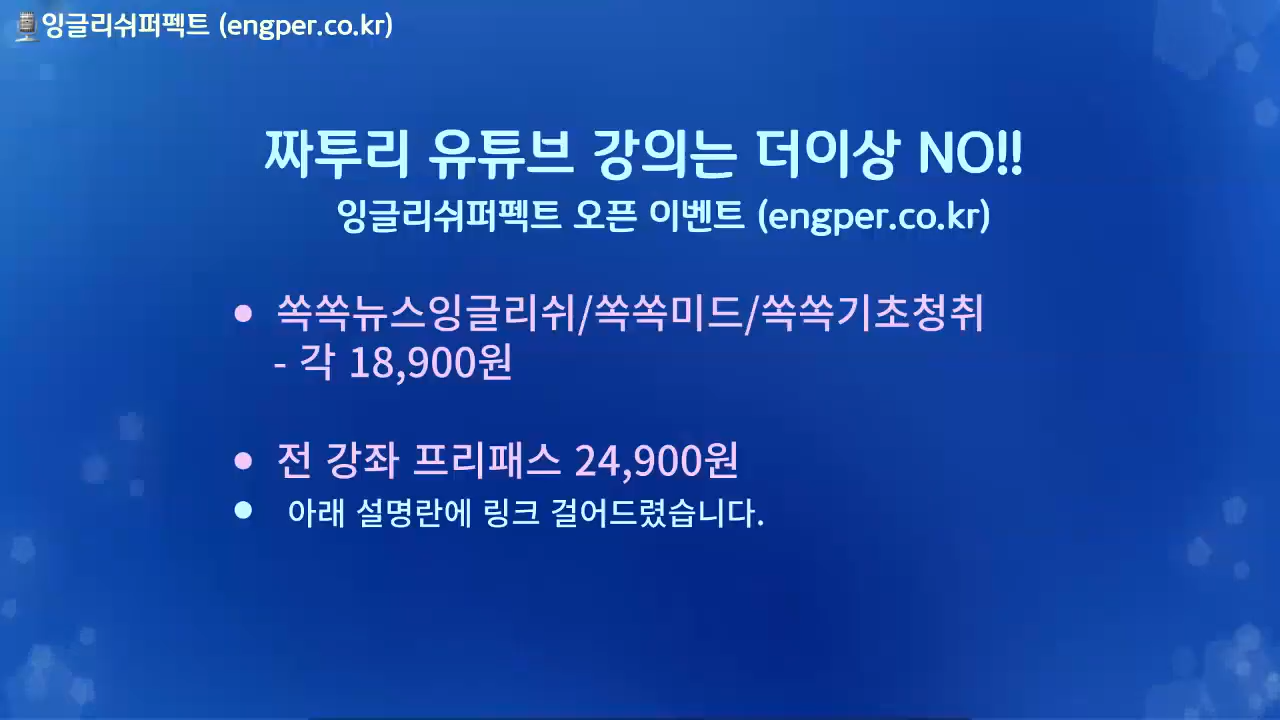 잉글리쉬퍼펙트 (engper.co.kr)
짜투리 유튜브 강의는 더이상 NO!!
잉글리쉬퍼펙트 오픈 이벤트 (engper.co.kr)
• 쏙쏙뉴스잉글리쉬/쏙쏙미드/쏙쏙기초청취
- 각 18,900원
• 전 강좌 프리패스 24,900원
• 아래 설명란에 링크 걸어드렸습니다.